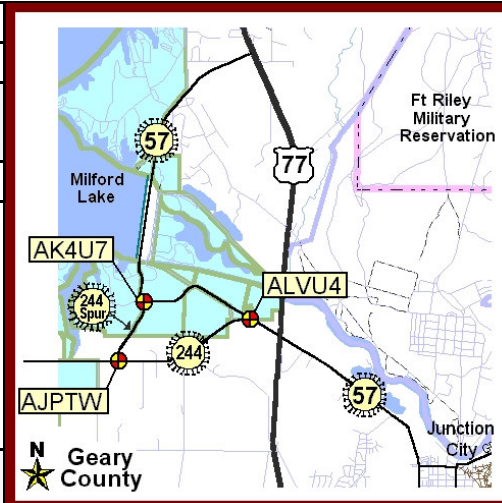 57
77
Ft Riley
Military
Reservation
Milford
Lake
AK4U7
ALVU4
244
Spur
244
AJPTW
57
Junction
City
N
Geary
County